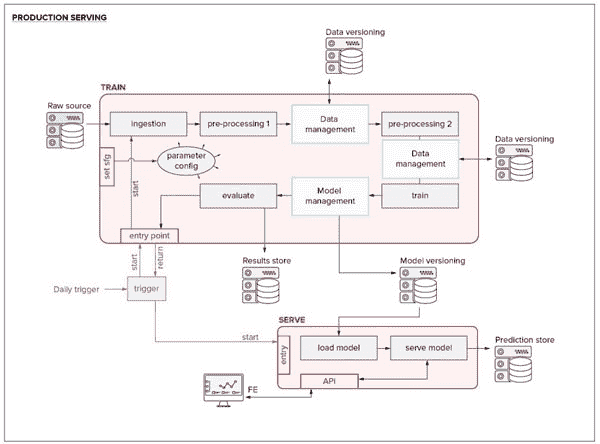 PRODUCTION SERVING
Data versioning
TRAIN
Raw source
ingestion
pre-processing 1
Data
management
pre-processing 2
Data versioning
set sfg
parameter
config
Data
management
start
evaluate
Model
management
train
entry point
start
return
Results store
Model versioning
Daily trigger
trigger
SERVE
start
entry
load model
serve model
Prediction store
API
FE